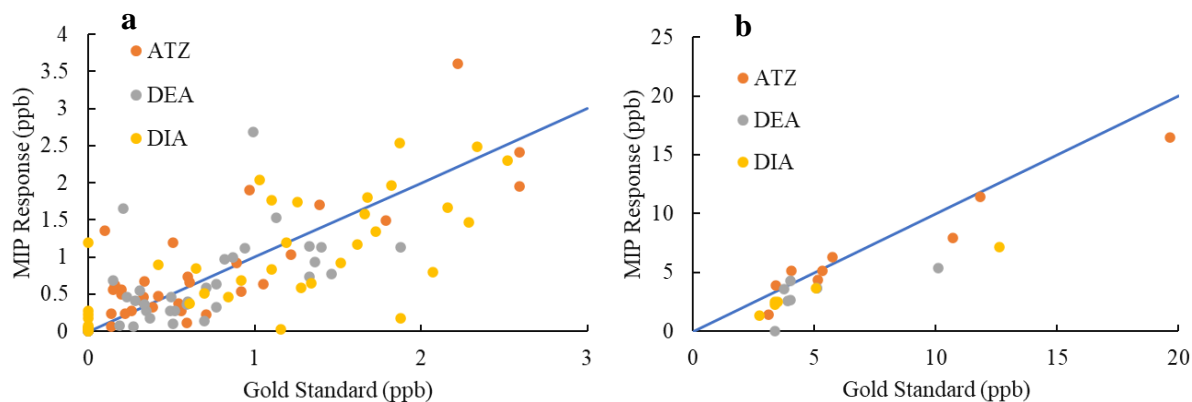 a
4
3.5
3
2.5
2
1.5
1
0.5
0
0
1
2
3
MIP Response (ppb)
Gold Standard (ppb)
ATZ
DEA
DIA
b
25
20
15
10
5
0
0
5
10
15
20
MIP Response (ppb)
Gold Standard (ppb)
ATZ
DEA
DIA